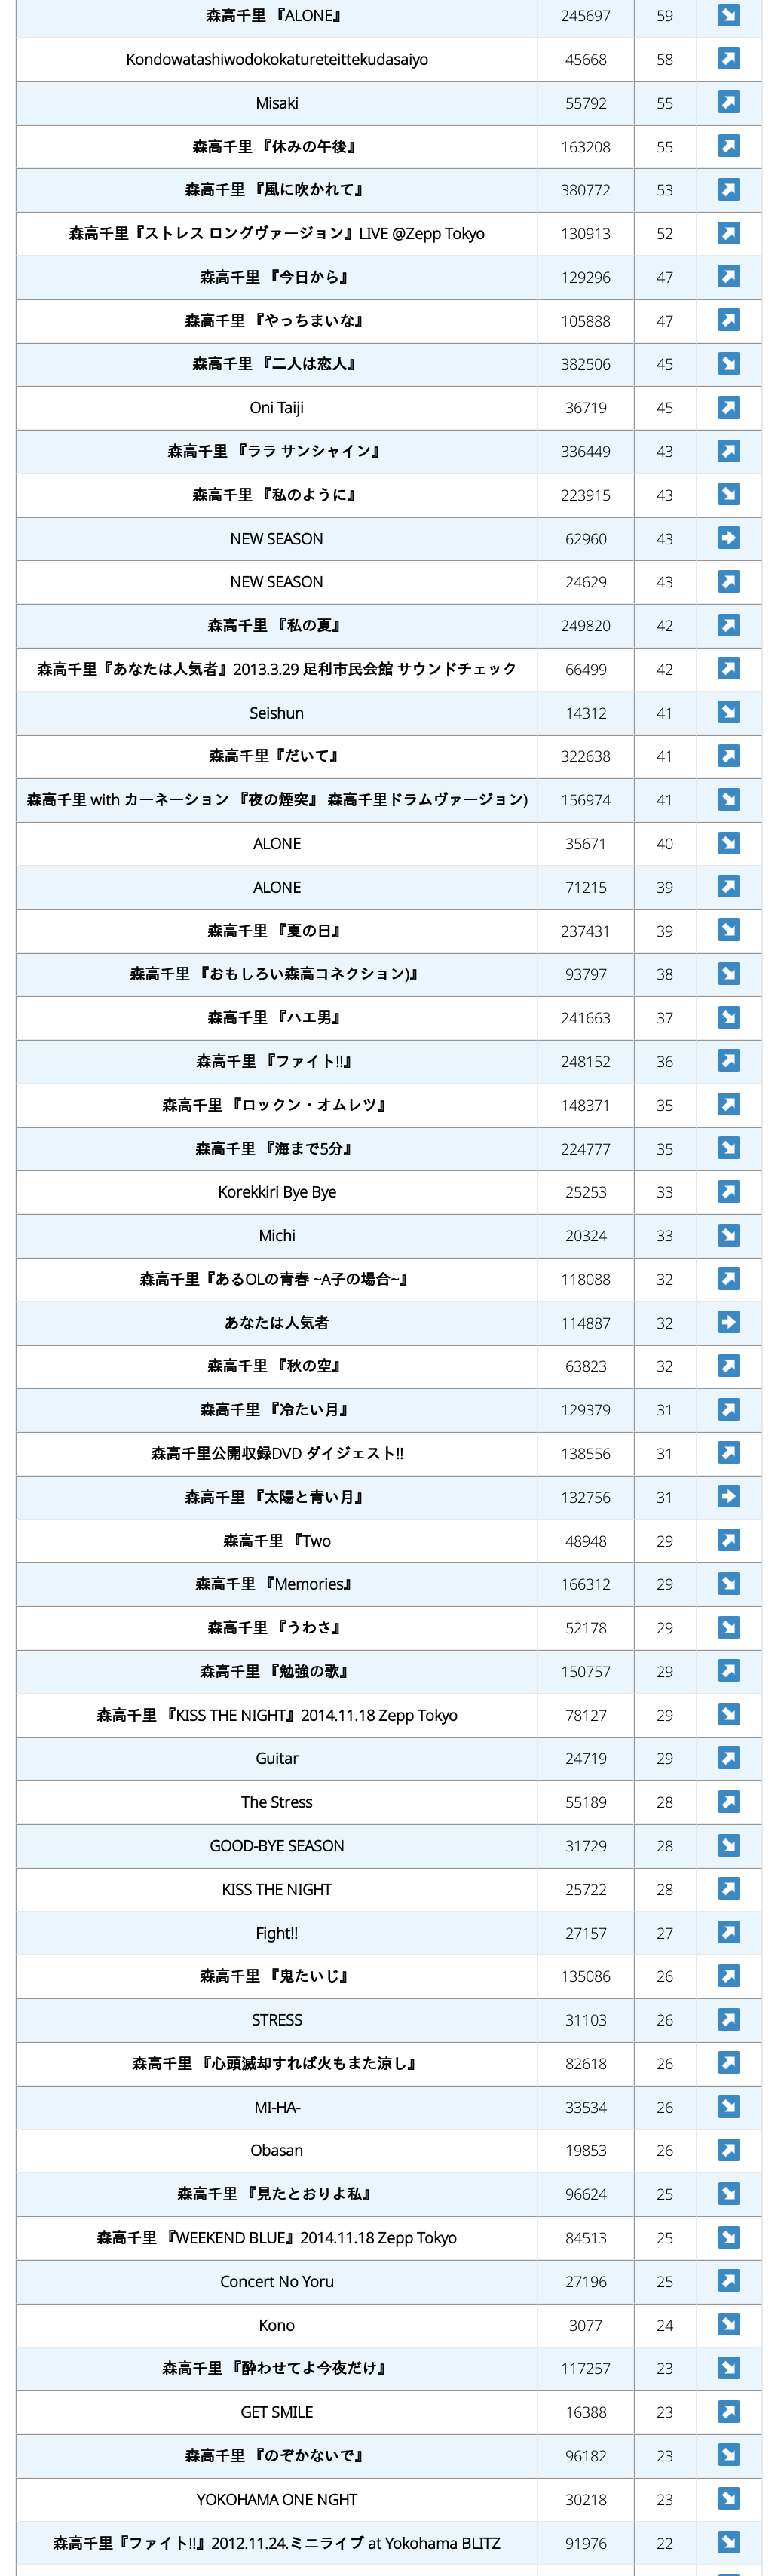 森高千里 『ALONE』 245697 59
Kondowatashiwodokokatureteittekudasaiyo 45668 58
Misaki 55792 55
森高千里 『休みの午後』 163208 55
森高千里 『風に吹かれて』 380772 53
森高千里『ストレス ロングヴァージョン』LIVE @Zepp Tokyo 130913 52
森高千里 『今日から』 129296 47
森高千里 『やっちまいな』 105888 47
森高千里 『二人は恋人』 382506 45
Oni Taiji 36719 45
森高千里 『ララ サンシャイン』 336449 43
森高千里 『私のように』 223915 43
NEW SEASON 62960 43
NEW SEASON 24629 43
森高千里 『私の夏』 249820 42
森高千里『あなたは人気者』2013.3.29 足利市民会館 サウンドチェック 66499 42
Seishun 14312 41
森高千里『だいて』 322638 41
森高千里 with カーネーション 『夜の煙突』 森高千里ドラムヴァージョン) 156974 41
ALONE 35671 40
ALONE 71215 39
森高千里 『夏の日』 237431 39
森高千里 『おもしろい森高コネクション)』 93797 38
森高千里 『ハエ男』 241663 37
森高千里 『ファイト!!』 248152 36
森高千里 『ロックン・オムレツ』 148371 35
森高千里 『海まで5分』 224777 35
Korekkiri Bye Bye 25253 33
Michi 20324 33
森高千里『あるOLの青春 ~A子の場合~』 118088 32
あなたは人気者 114887 32
森高千里 『秋の空』 63823 32
森高千里 『冷たい月』 129379 31
森高千里公開収録DVD ダイジェスト!! 138556 31
森高千里 『太陽と青い月』 132756 31
森高千里 『Two 48948 29
森高千里 『Memories』 166312 29
森高千里 『うわさ』 52178 29
森高千里 『勉強の歌』 150757 29
森高千里 『KISS THE NIGHT』2014.11.18 Zepp Tokyo 78127 29
Guitar 24719 29
The Stress 55189 28
GOOD-BYE SEASON 31729 28
KISS THE NIGHT 25722 28
Fight!! 27157 27
森高千里 『鬼たいじ』 135086 26
STRESS 31103 26
森高千里 『心頭滅却すれば火もまた涼し』 82618 26
MI-HA- 33534 26
Obasan 19853 26
森高千里 『見たとおりよ私』 96624 25
森高千里 『WEEKEND BLUE』2014.11.18 Zepp Tokyo 84513 25
Concert No Yoru 27196 25
Kono 3077 24
森高千里 『酔わせてよ今夜だけ』 117257 23
GET SMILE 16388 23
森高千里 『のぞかないで』 96182 23
YOKOHAMA ONE NGHT 30218 23
森高千里『ファイト!!』2012.11.24.ミニライブ at Yokohama BLITZ 91976 22